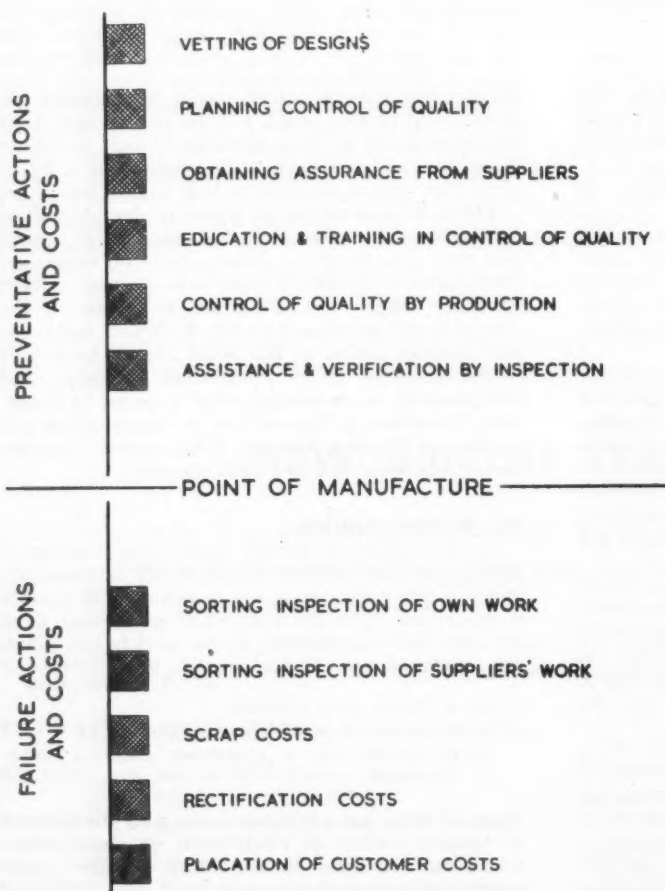 PREVENTATIVE ACTIONS
AND COSTS
VETTING OF DESIGNS
PLANNING CONTROL OF QUALITY
OBTAINING ASSURANCE FROM SUPPLIERS
EDUCATION & TRAINING IN CONTROL OF QUALITY
CONTROL OF QUALITY BY PRODUCTION
ASSISTANCE & VERIFICATION BY INSPECTION
POINT OF MANUFACTURE
FAILURE ACTIONS
AND COSTS
SORTING INSPECTION OF OWN WORK
SORTING INSPECTION OF SUPPLIERS' WORK
SCRAP COSTS
RECTIFICATION COSTS
PLACATION OF CUSTOMER COSTS